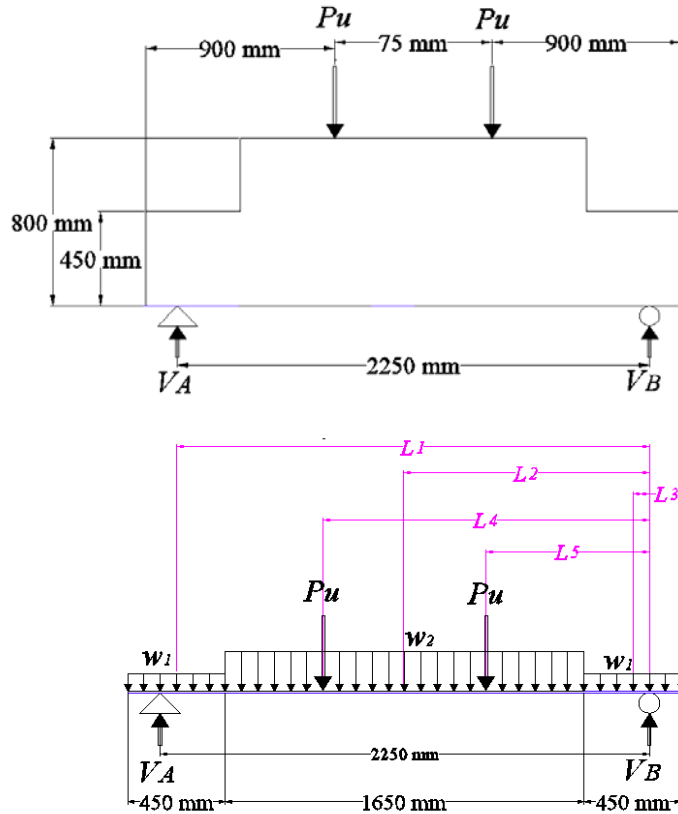 Pu Pu
900 mm 75 mm 900 mm
800 mm
450 mm
2250 mm
VA VB
L1
L2
L3
L4
L5
Pu Pu
w1 w2 w1
2250 mm
VA VB
450 mm 1650 mm 450 mm